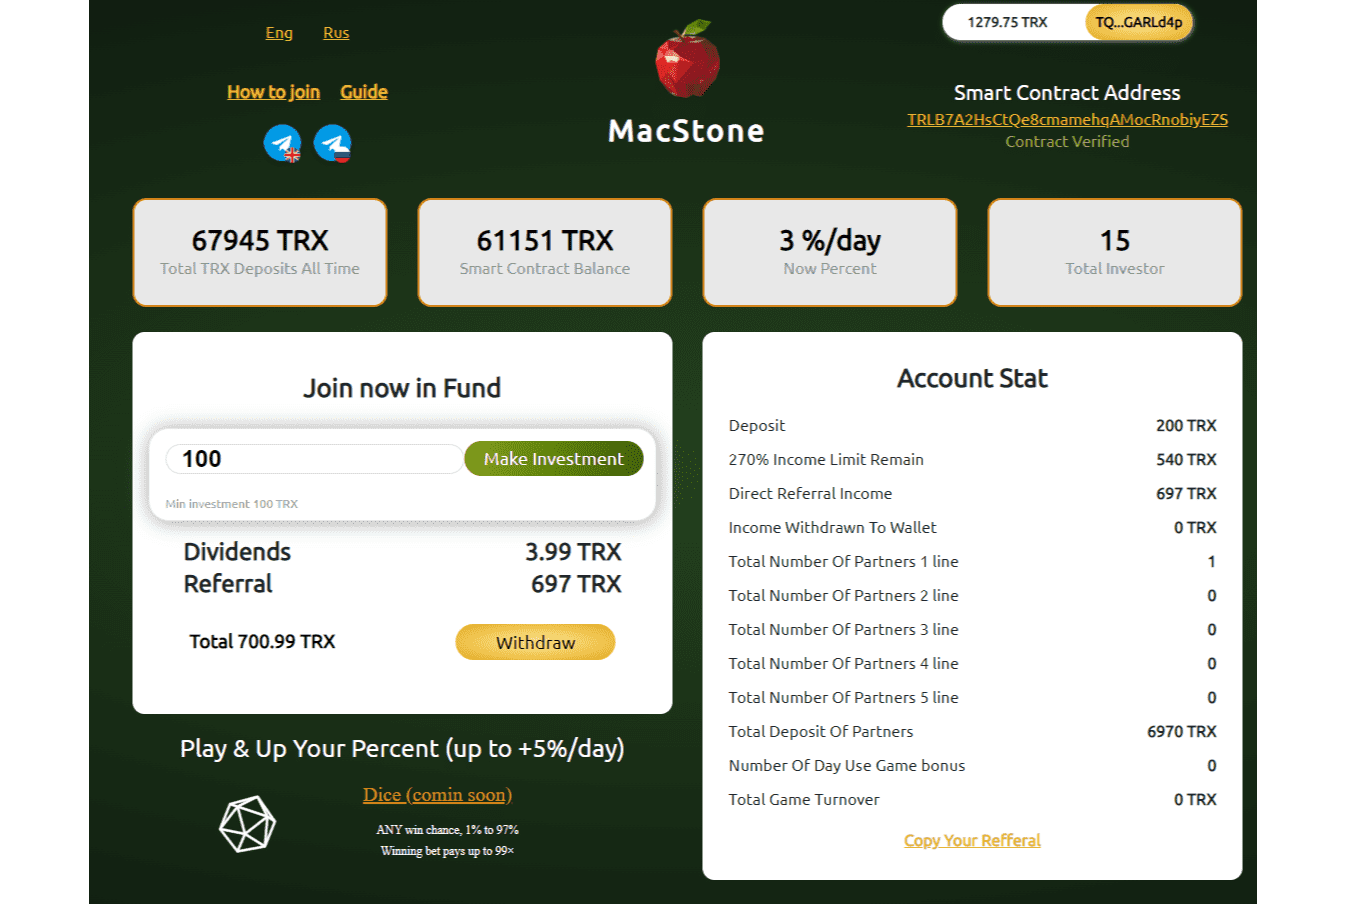 Eng Rus
1279.75 TRX TQ...GARLd4p
How to join Guide
MacStone
Smart Contract Address
TRLB7A2HsCtQe8cmamehqAMocRnobiyEZS
Contract Verified
67945 TRX
Total TRX Deposits All Time
61151 TRX
Smart Contract Balance
3 %/day
Now Percent
15
Total Investor
Join now in Fund
100 Make Investment
Min investment 100 TRX
Dividends 3.99 TRX
Referral 697 TRX
Total 700.99 TRX Withdraw
Play & Up Your Percent (up to +5%/day)
Dice (comin soon)
ANY win chance, 1% to 97%
Winning bet pays up to 99×
Account Stat
Deposit 200 TRX
270% Income Limit Remain 540 TRX
Direct Referral Income 697 TRX
Income Withdrawn To Wallet 0 TRX
Total Number Of Partners 1 line 1
Total Number Of Partners 2 line 0
Total Number Of Partners 3 line 0
Total Number Of Partners 4 line 0
Total Number Of Partners 5 line 0
Total Deposit Of Partners 6970 TRX
Number Of Day Use Game bonus 0
Total Game Turnover 0 TRX
Copy Your Refferal